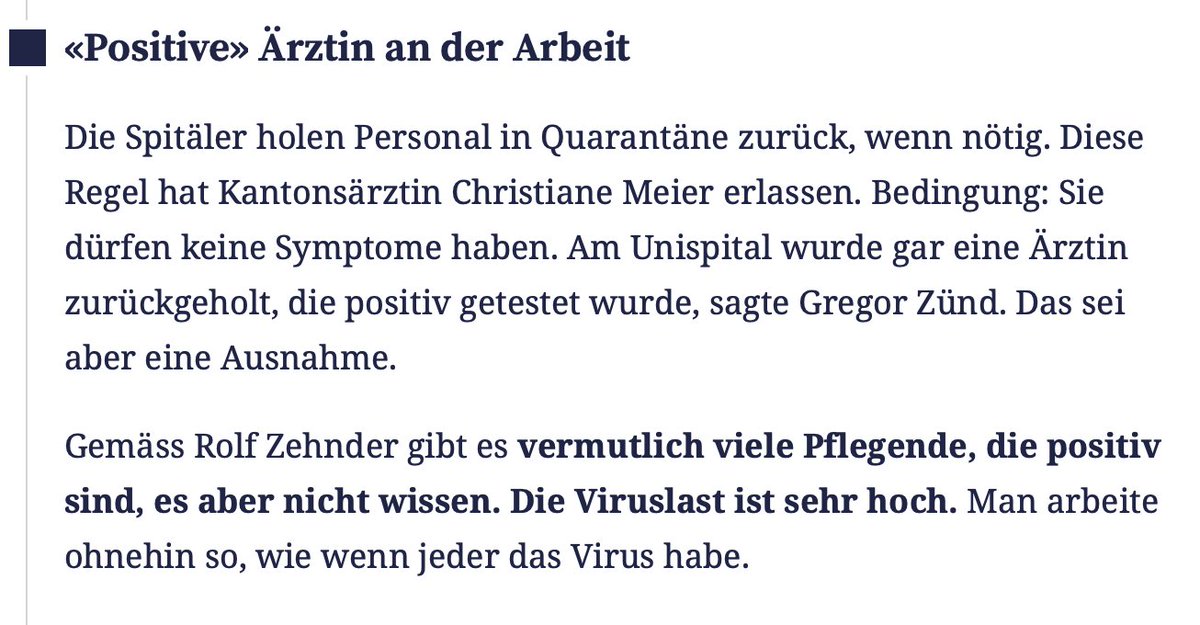 «Positive» Ärztin an der Arbeit
Die Spitäler holen Personal in Quarantäne zurück, wenn nötig. Diese
Regel hat Kantonsärztin Christiane Meier erlassen. Bedingung: Sie
dürfen keine Symptome haben. Am Unispital wurde gar eine Ärztin
zurückgeholt, die positiv getestet wurde, sagte Gregor Zünd. Das sei
aber eine Ausnahme.
Gemäss Rolf Zehnder gibt es vermutlich viele Pflegende, die positiv
sind, es aber nicht wissen. Die Viruslast ist sehr hoch. Man arbeite
ohnehin so, wie wenn jeder das Virus habe.